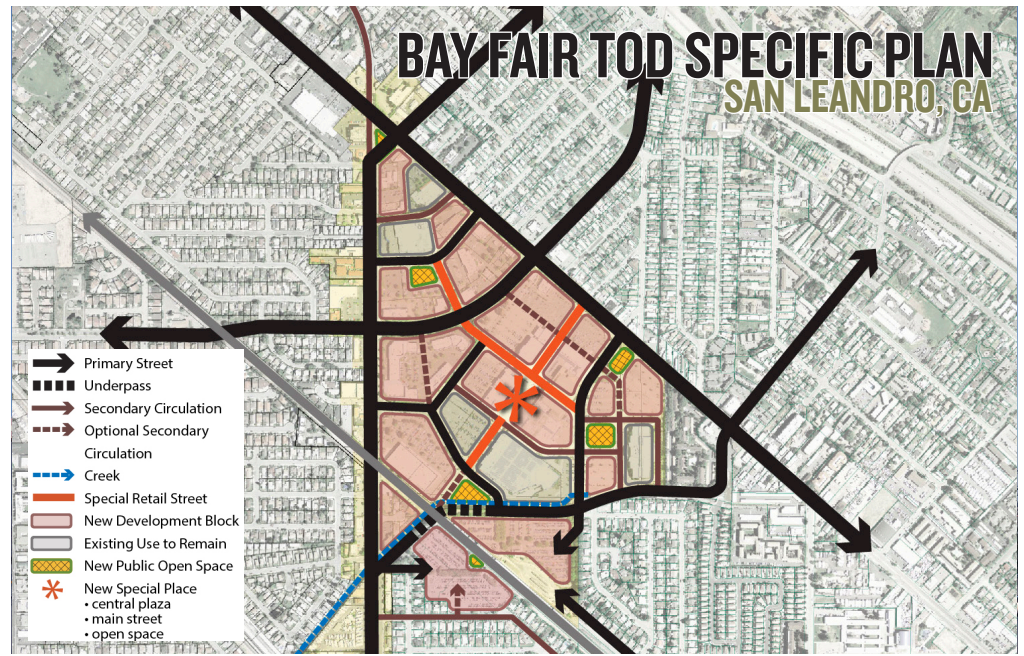 BAY FAIR TOD SPECIFIC PLAN
SAN LEANDRO, CA
Primary Street
Underpass
Secondary Circulation
Optional Secondary
Circulation
Creek
Special Retail Street
New Development Block
Existing Use to Remain
New Public Open Space
New Special Place
• central plaza
• main street
• open space